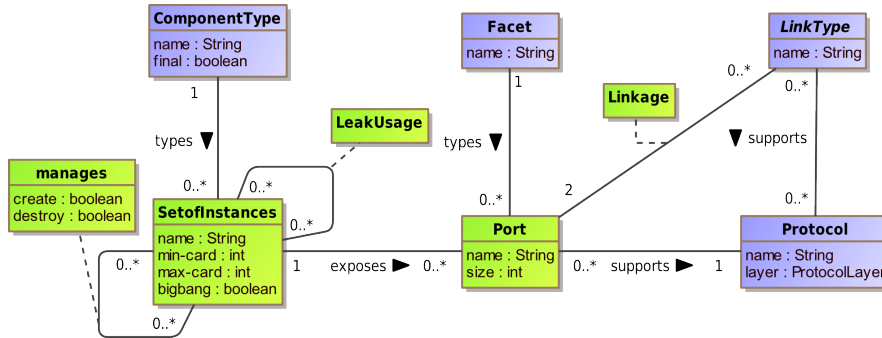 ComponentType
name : String
final : boolean
Facet
name : String
LinkType
name : String
1
1
0..*
0..*
Linkage
LeakUsage
types
types
supports
manages
create : boolean
destroy : boolean
0..*
0..*
2
0..*
0..*
SetofInstances
name : String
min-card : int
max-card : int
bigbang : boolean
0..*
Port
name : String
size : int
Protocol
name : String
layer : ProtocolLayer
0..*
1
exposes
0..*
0..*
supports
1
0..*